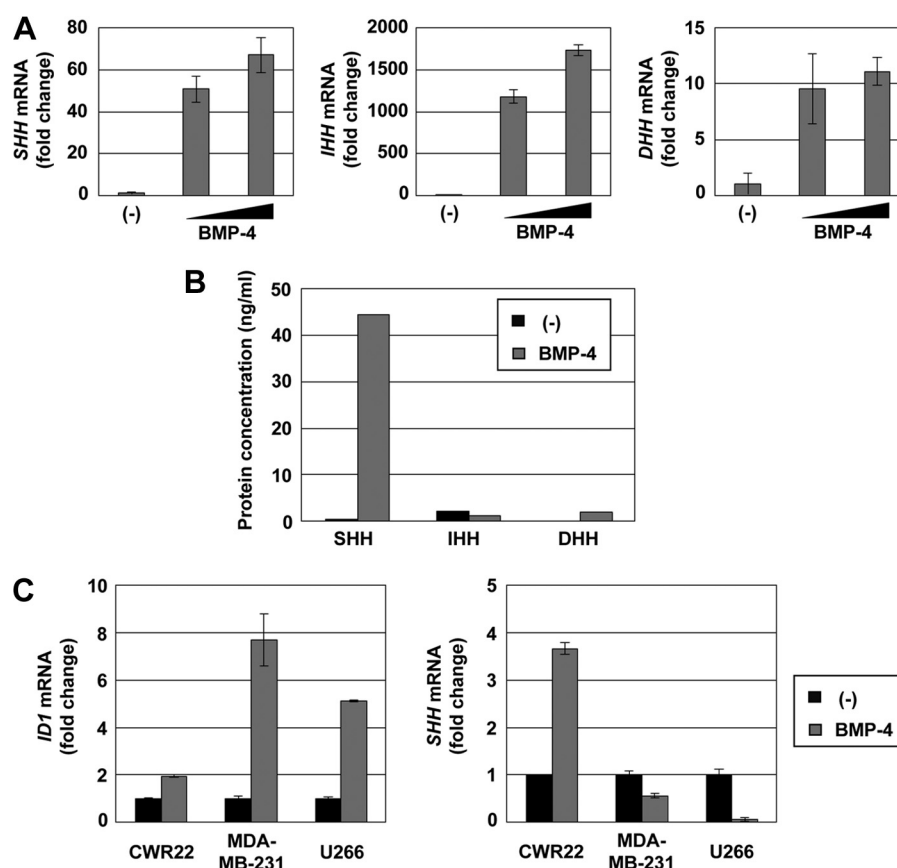 A
SHH mRNA
(fold change)
80
60
40
20
0
(-)
BMP-4
IHH mRNA
(fold change)
2000
1500
1000
500
0
(-)
BMP-4
DHH mRNA
(fold change)
15
10
5
0
(-)
BMP-4
B
Protein concentration (ng/ml)
50
40
30
20
10
0
(-)
BMP-4
SHH
IHH
DHH
C
ID1 mRNA
(fold change)
10
8
6
4
2
0
CWR22
MDA-
MB-231
U266
SHH mRNA
(fold change)
5
4
3
2
1
0
CWR22
MDA-
MB-231
U266
(-)
BMP-4